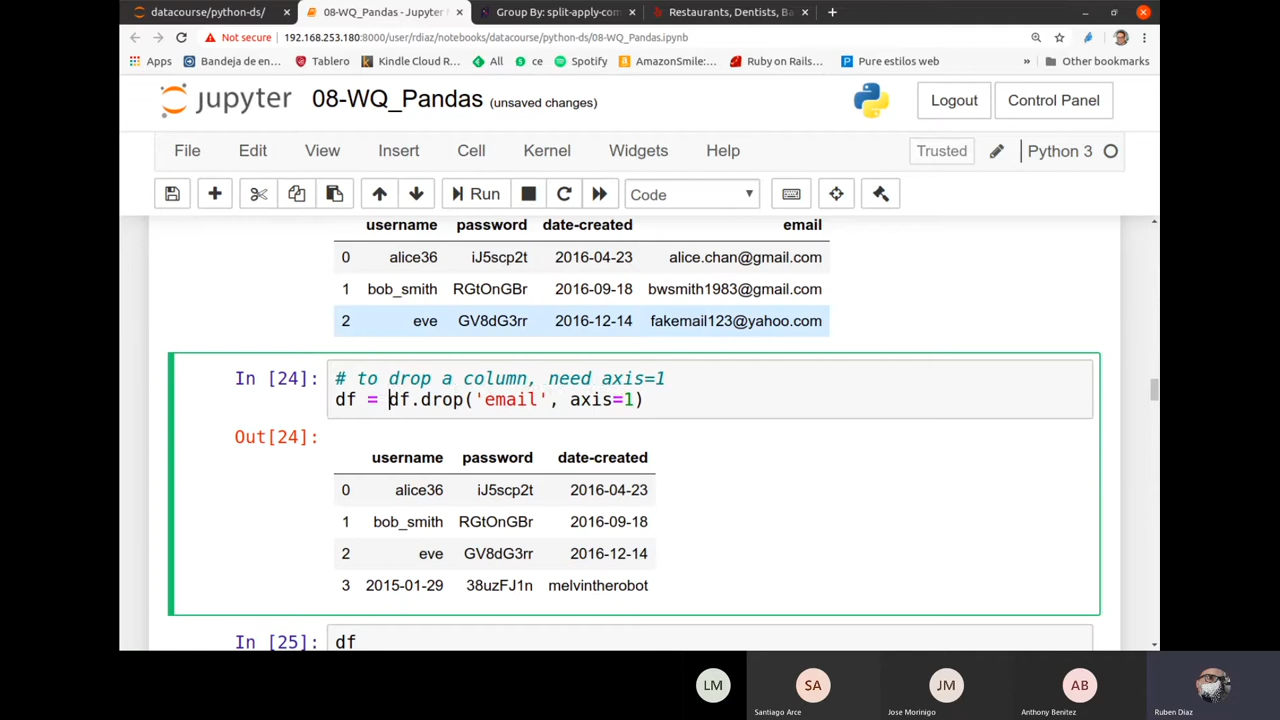 datacourse/python-ds/
08-WQ_Pandas - Jupyter
Group By: split-apply-com
Restaurants, Dentists, Ba
Not secure
192.168.253.180:8000/user/rdiaz/notebooks/datacourse/python-ds/08-WQ_Pandas.ipynb
Apps
Bandeja de en...
Tablero
Kindle Cloud R...
All
ce
Spotify
AmazonSmile:...
Ruby on Rails...
Pure estilos web
»
Other bookmarks
jupyter
08-WQ_Pandas (unsaved changes)
Logout
Control Panel
File Edit View Insert Cell Kernel Widgets Help
Trusted
Python 3
Run
Code
username password date-created email
0 alice36 iJ5scp2t 2016-04-23 alice.chan@gmail.com
1 bob_smith RGtOnGBr 2016-09-18 bwsmith1983@gmail.com
2 eve GV8dG3rr 2016-12-14 fakemail123@yahoo.com
In [24]:
# to drop a column, need axis=1
df = df.drop('email', axis=1)
Out[24]:
username password date-created
0 alice36 iJ5scp2t 2016-04-23
1 bob_smith RGtOnGBr 2016-09-18
2 eve GV8dG3rr 2016-12-14
3 2015-01-29 38uzFJ1n melvintherobot
In [25]:
df
LM
SA
JM
AB
Santiago Arce
Jose Morinigo
Anthony Benitez
Ruben Diaz